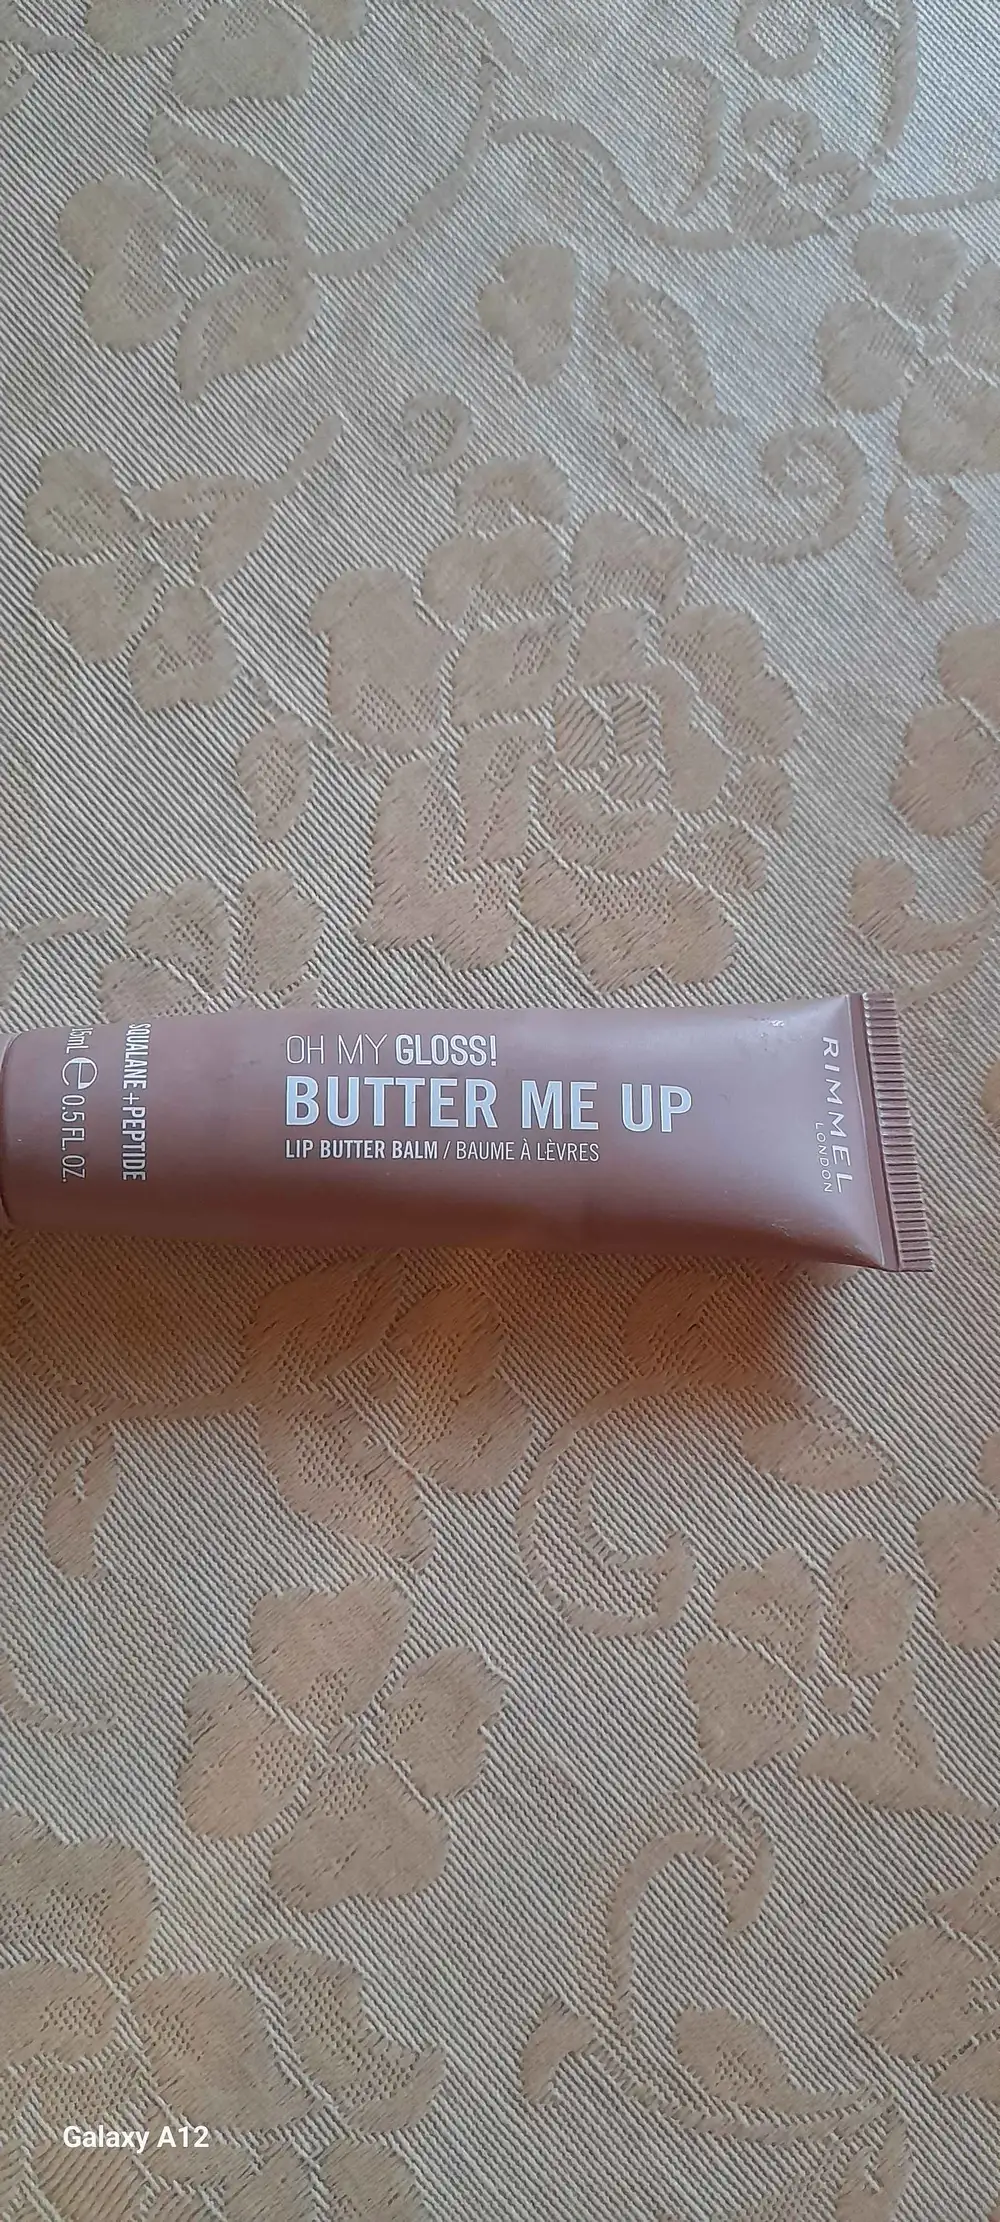 OH MY GLOSS!
BUTTER ME UP
LIP BUTTER BALM / BAUME À LÈVRES
RIMMEL
LONDON
SQUALANE + PEPTIDE
15mL ℮ 0.5 FL. OZ.
Galaxy A12